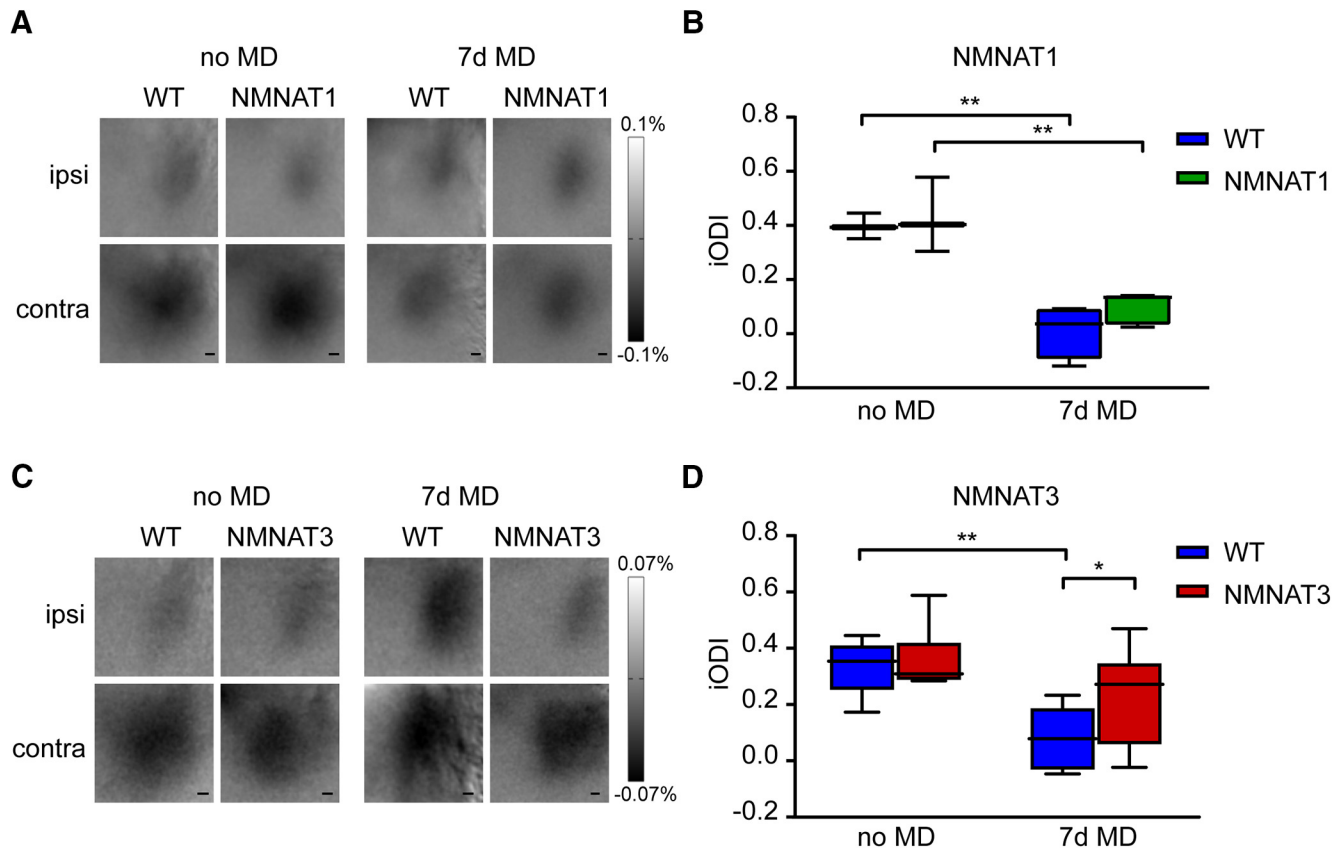 A
no MD 7d MD
WT NMNAT1 WT NMNAT1
ipsi
contra
0.1%
-0.1%
B
NMNAT1
**
**
0.8
0.6
0.4
0.2
0.0
-0.2
iODI
no MD 7d MD
WT
NMNAT1
C
no MD 7d MD
WT NMNAT3 WT NMNAT3
ipsi
contra
0.07%
-0.07%
D
NMNAT3
**
*
0.8
0.6
0.4
0.2
0.0
-0.2
iODI
no MD 7d MD
WT
NMNAT3